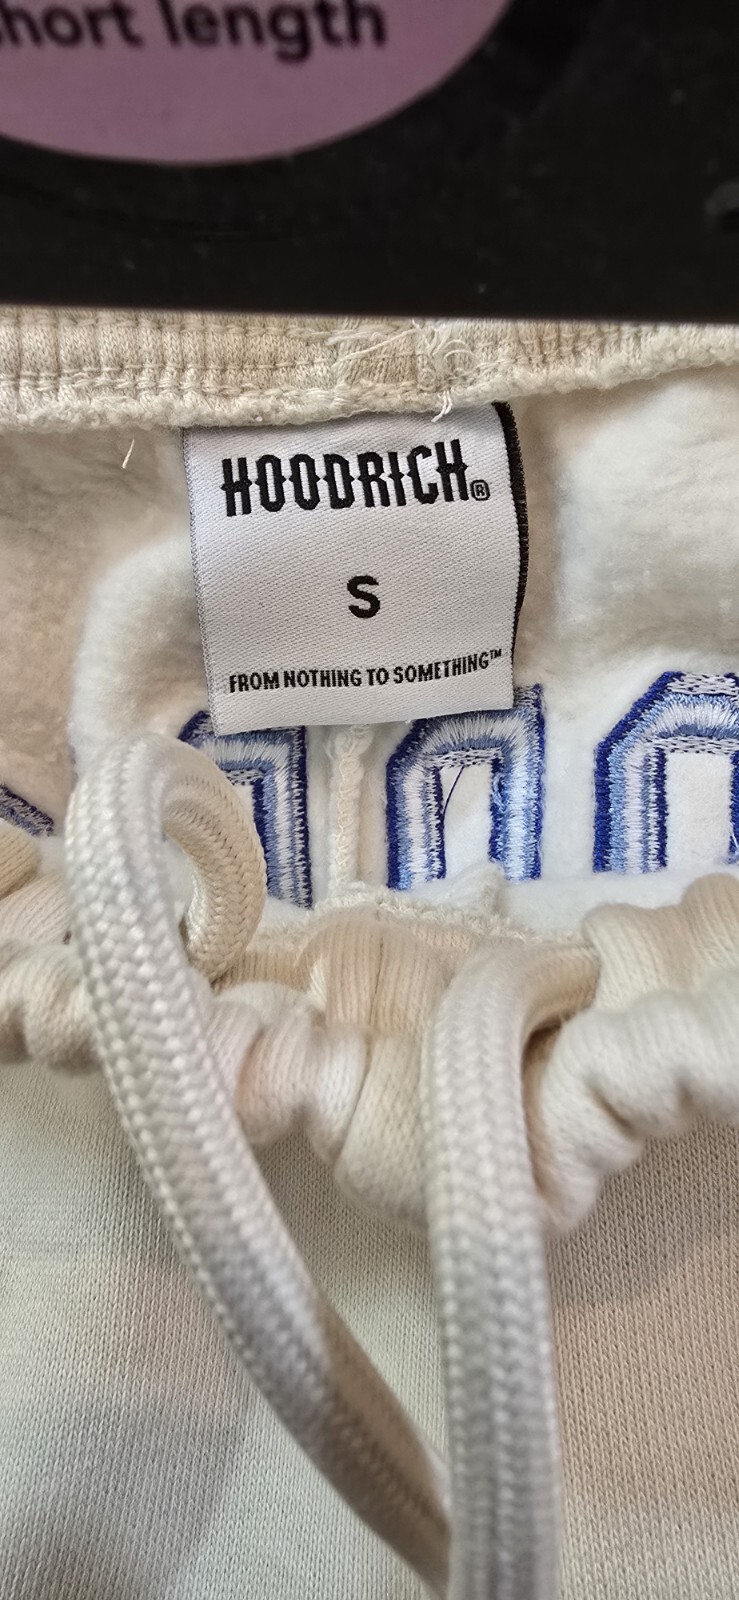 short length
HOODRICH®
S
FROM NOTHING TO SOMETHING™